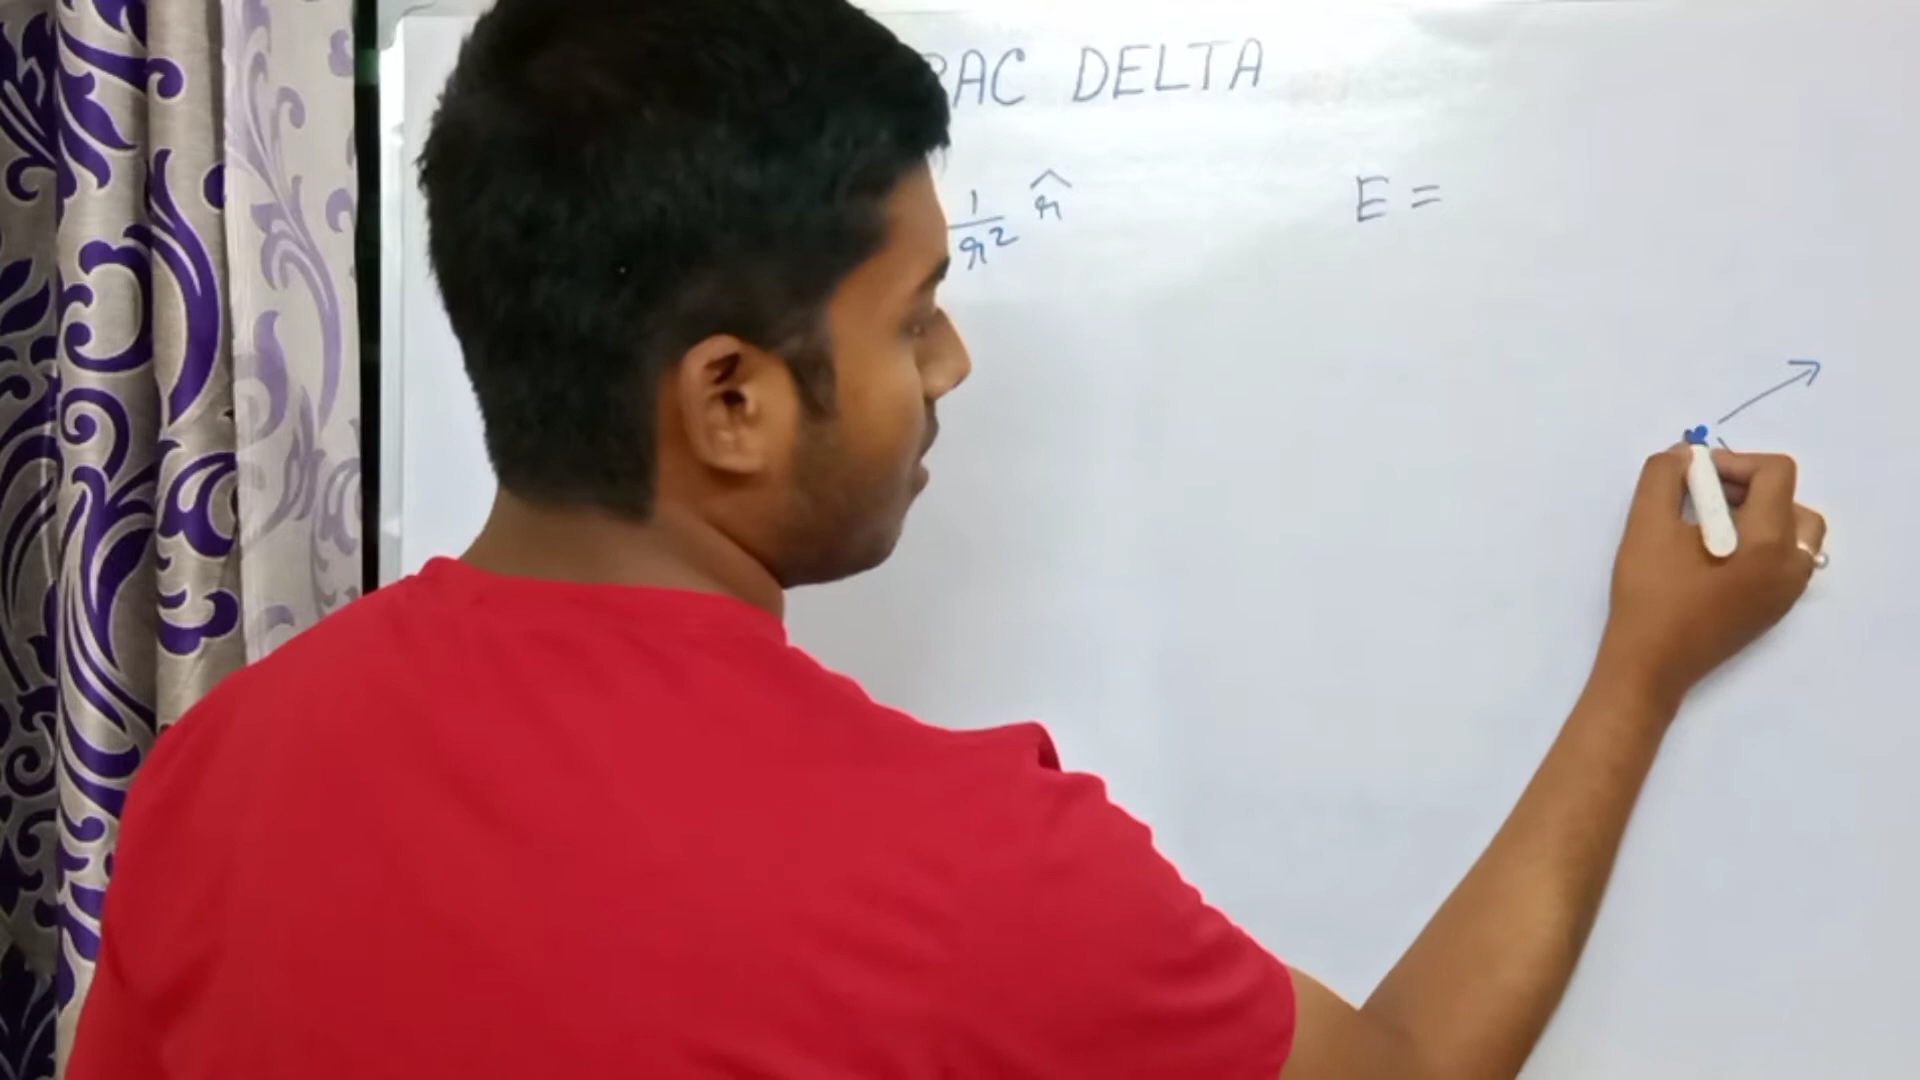 RAC DELTA
1/r² r̂
E =